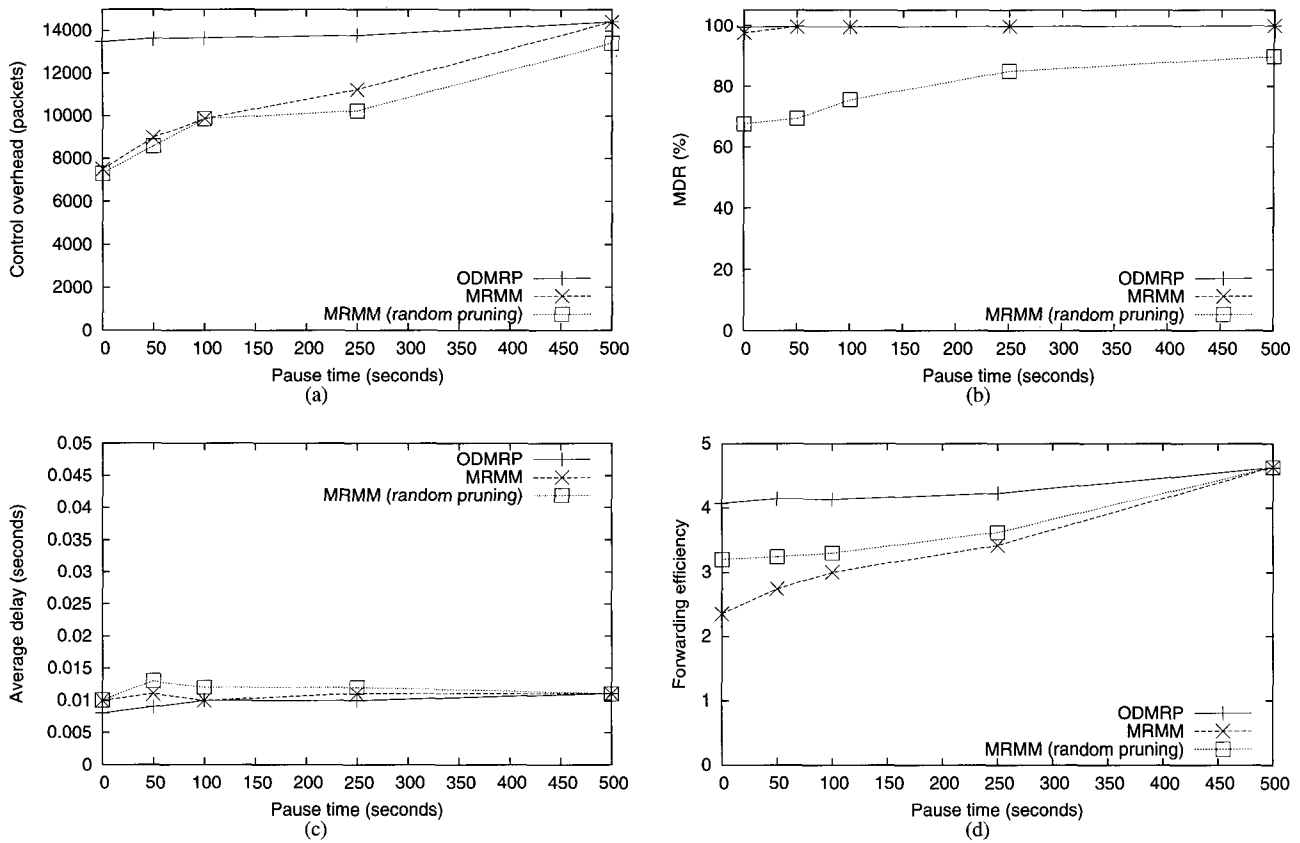 14000
12000
10000
8000
6000
4000
2000
0
Control overhead (packets)
ODMRP
MRMM
MRMM (random pruning)
0 50 100 150 200 250 300 350 400 450 500
Pause time (seconds)
(a)
100
80
60
40
20
0
MDR (%)
ODMRP
MRMM
MRMM (random pruning)
0 50 100 150 200 250 300 350 400 450 500
Pause time (seconds)
(b)
0.05
0.045
0.04
0.035
0.03
0.025
0.02
0.015
0.01
0.005
0
Average delay (seconds)
ODMRP
MRMM
MRMM (random pruning)
0 50 100 150 200 250 300 350 400 450 500
Pause time (seconds)
(c)
5
4
3
2
1
0
Forwarding efficiency
ODMRP
MRMM
MRMM (random pruning)
0 50 100 150 200 250 300 350 400 450 500
Pause time (seconds)
(d)